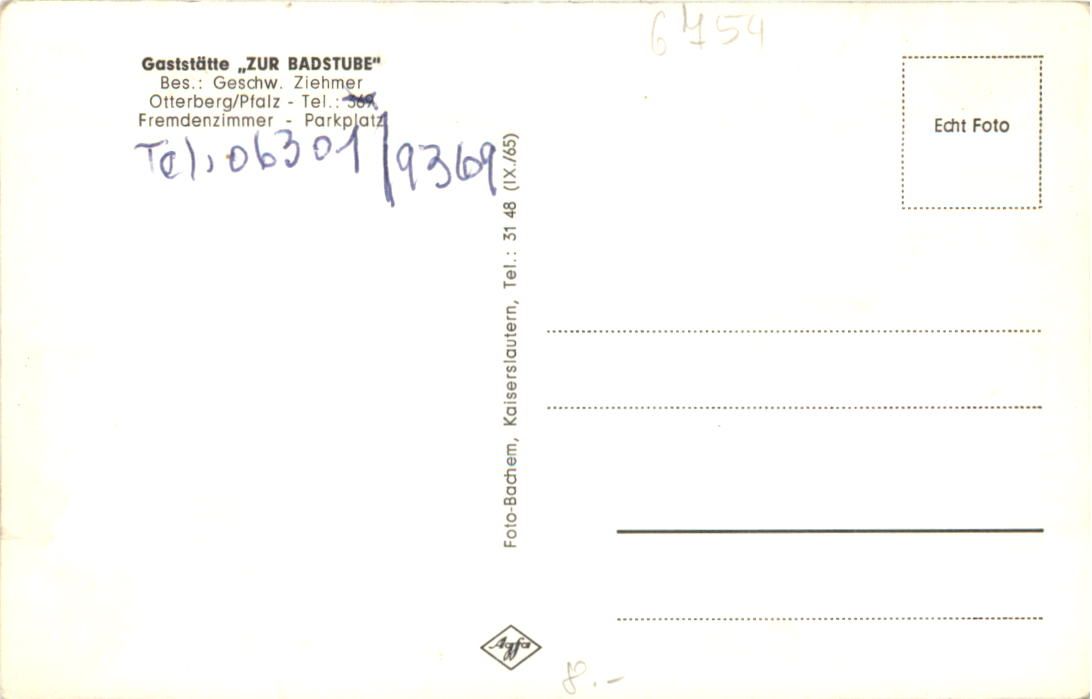 6754
Gaststätte „ZUR BADSTUBE"
Bes.: Geschw. Ziehmer
Otterberg/Pfalz - Tel.: 369
Fremdenzimmer - Parkplatz
Tel. 06301/9369
Echt Foto
Foto-Bachem, Kaiserslautern, Tel.: 31 48 (IX./65)
Agfa
8.-